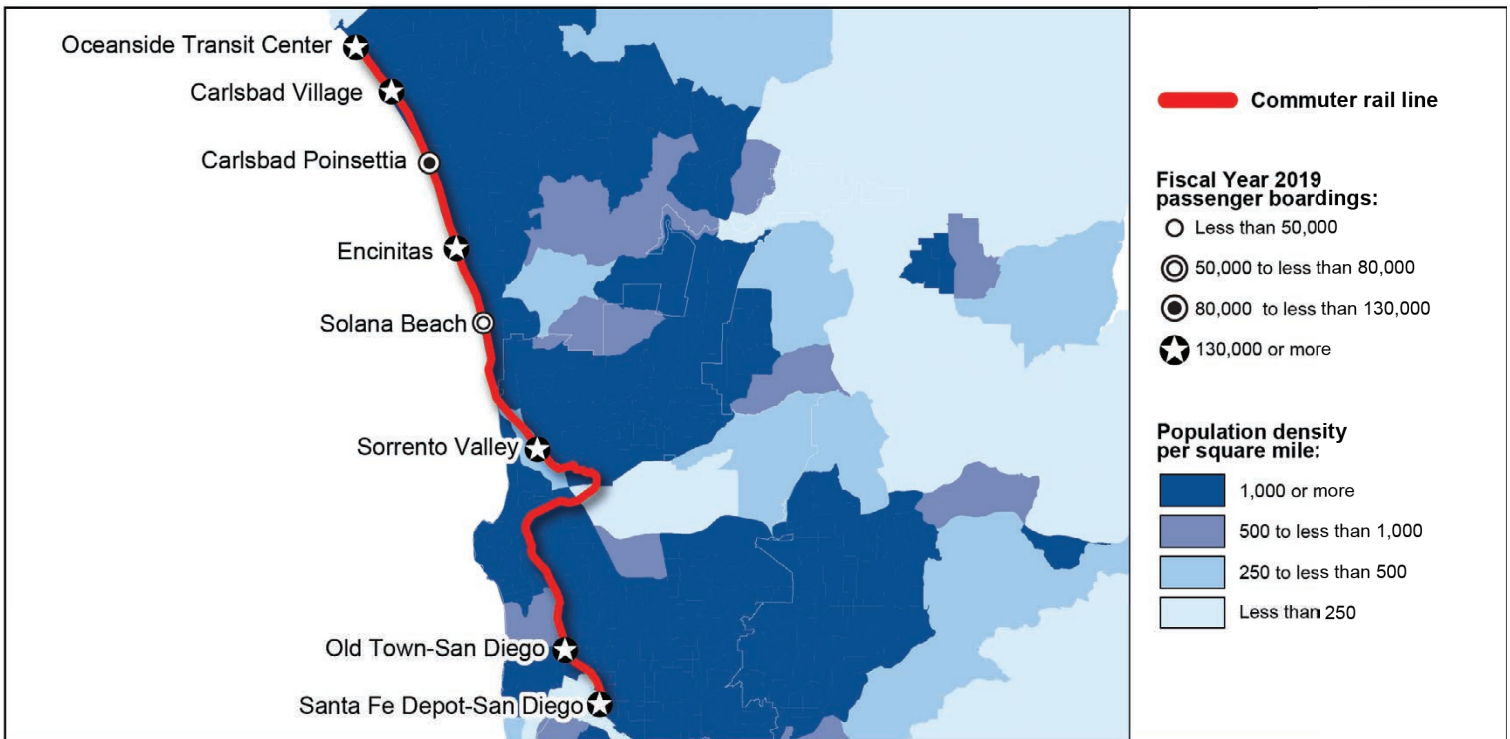 Oceanside Transit Center
Carlsbad Village
Carlsbad Poinsettia
Encinitas
Solana Beach
Sorrento Valley
Old Town-San Diego
Santa Fe Depot-San Diego
Commuter rail line
Fiscal Year 2019
passenger boardings:
Less than 50,000
50,000 to less than 80,000
80,000 to less than 130,000
130,000 or more
Population density
per square mile:
1,000 or more
500 to less than 1,000
250 to less than 500
Less than 250